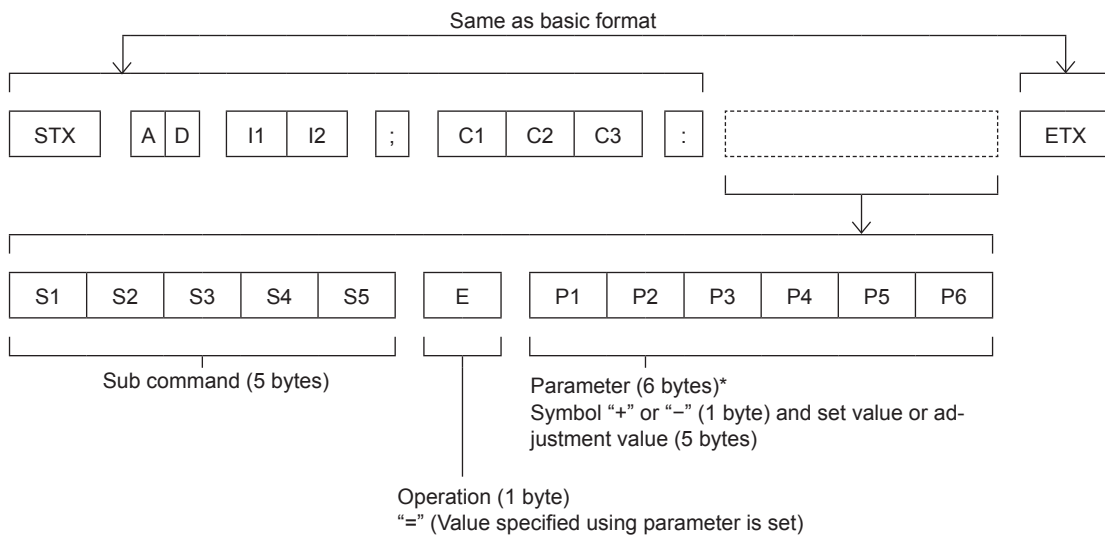 Same as basic format
STX A D I1 I2 ; C1 C2 C3 : ETX
S1 S2 S3 S4 S5 E P1 P2 P3 P4 P5 P6
Sub command (5 bytes)
Parameter (6 bytes)*
Symbol “+” or “−” (1 byte) and set value or ad-
justment value (5 bytes)
Operation (1 byte)
“=” (Value specified using parameter is set)